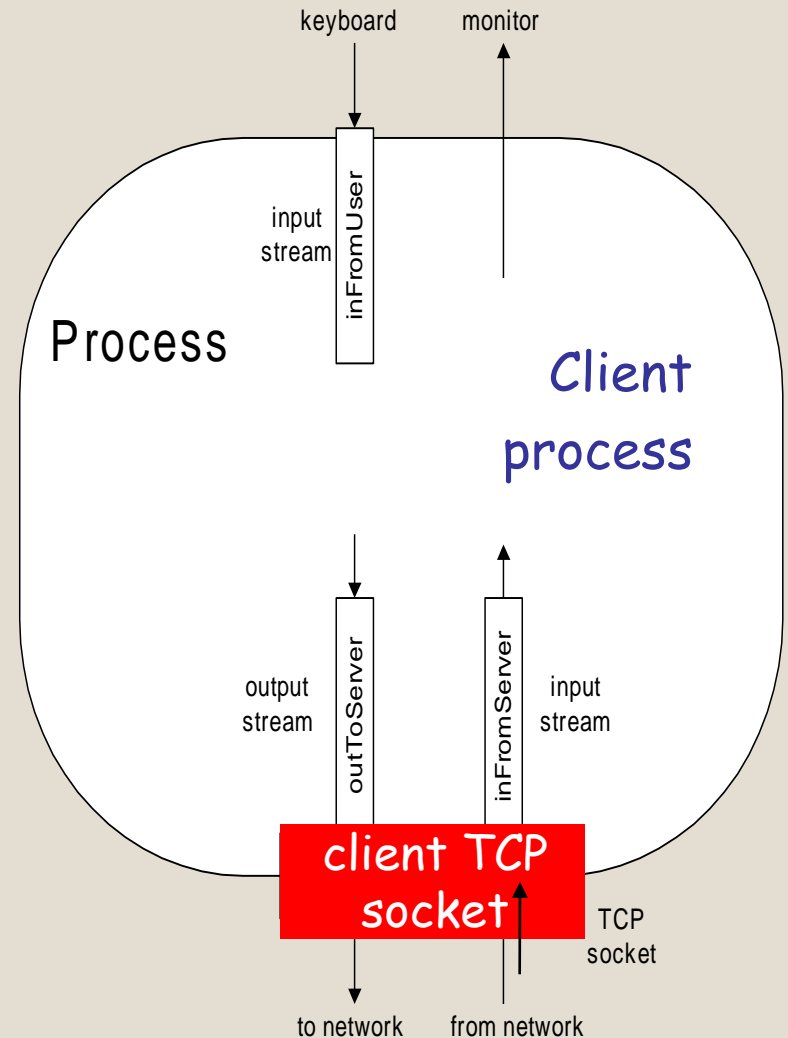 keyboard
monitor
input
stream
inFromUser
Process
Client
process
output
stream
outToServer
inFromServer
input
stream
client TCP
socket
TCP
socket
to network
from network